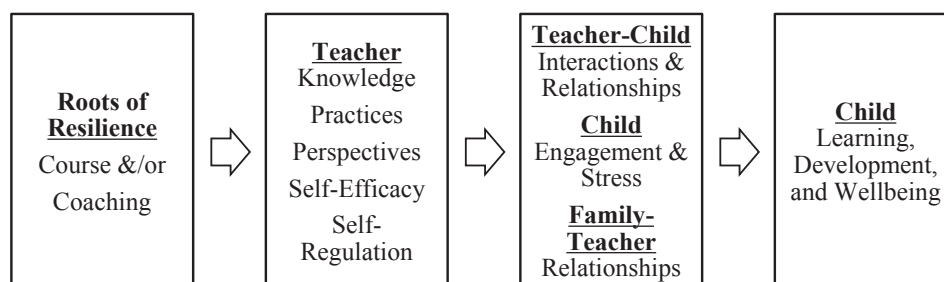 Roots of
Resilience
Course &/or
Coaching
Teacher
Knowledge
Practices
Perspectives
Self-Efficacy
Self-
Regulation
Teacher-Child
Interactions &
Relationships
Child
Engagement &
Stress
Family-
Teacher
Relationships
Child
Learning,
Development,
and Wellbeing